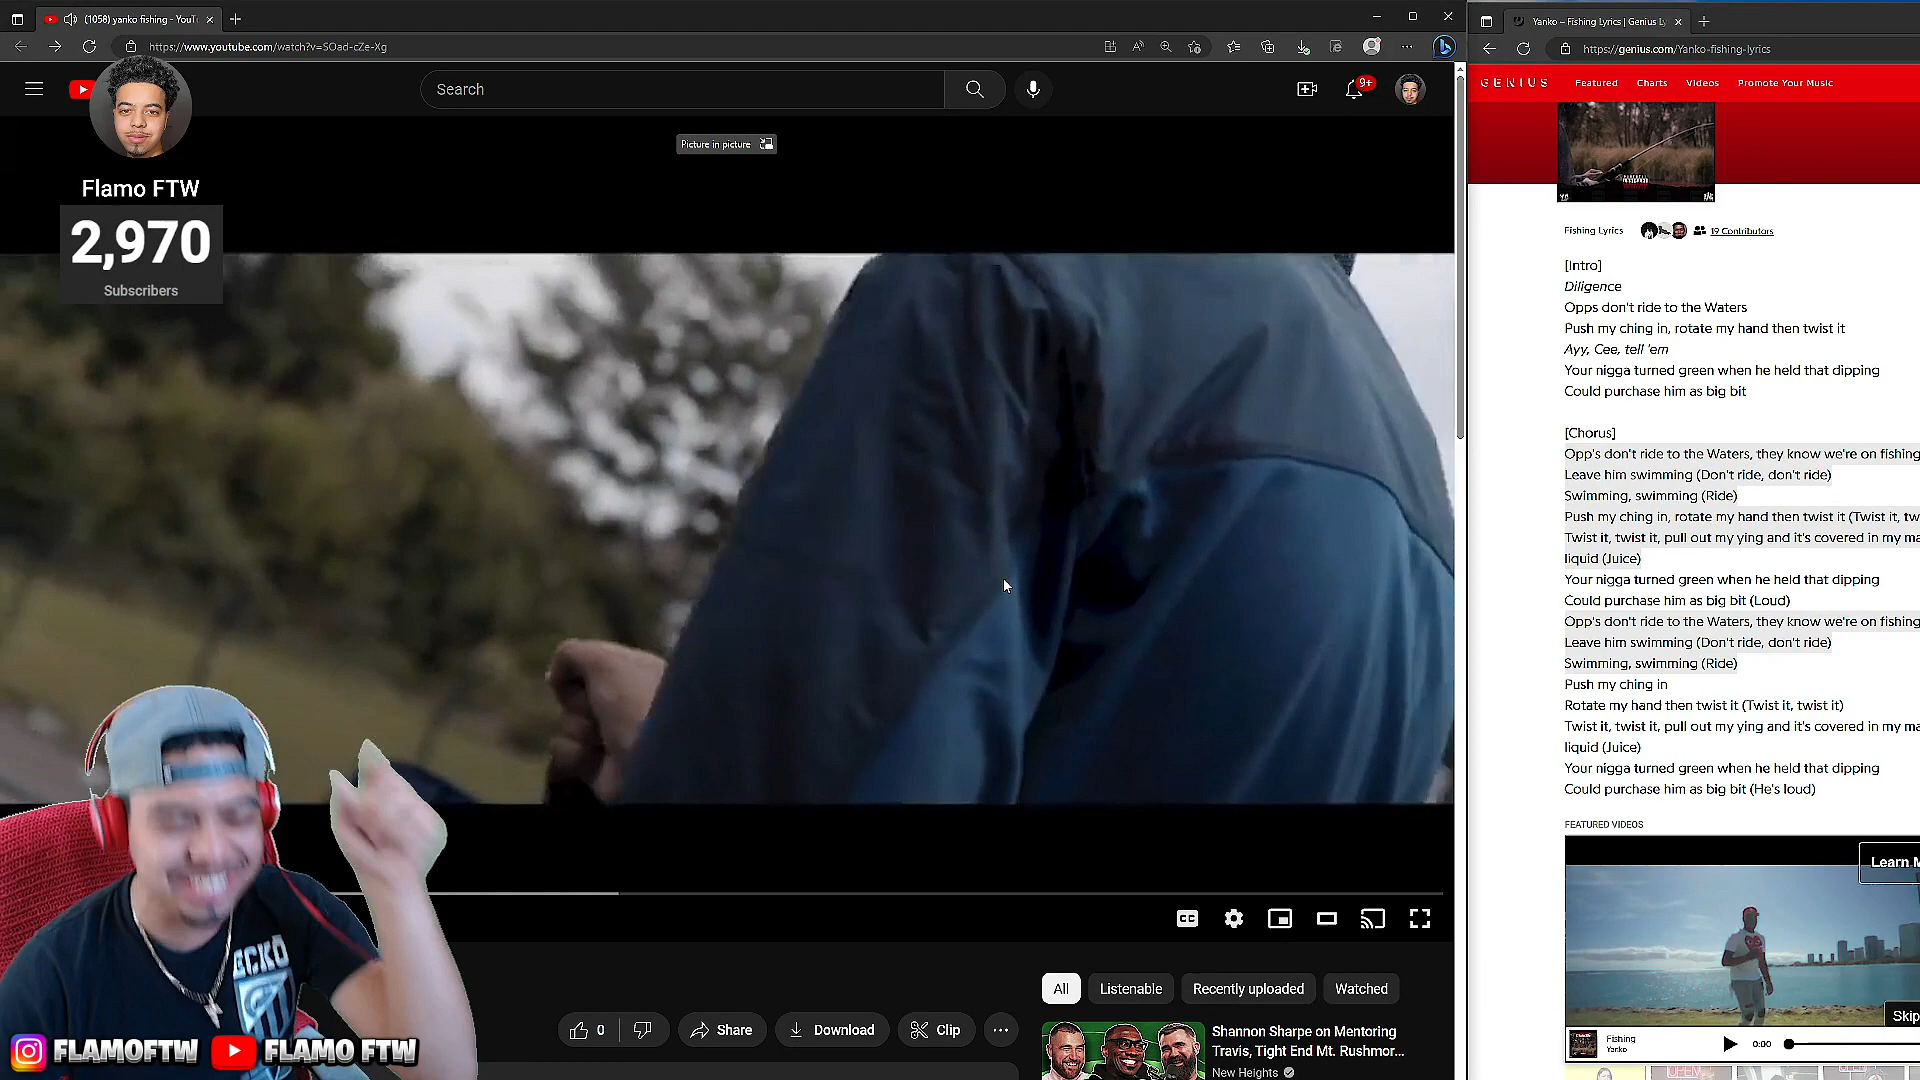 (1058) yanko fishing - YouT
Yanko – Fishing Lyrics | Genius Ly
https://www.youtube.com/watch?v=SOad-cZe-Xg
https://genius.com/Yanko-fishing-lyrics
Search
9+
GENIUS
Featured
Charts
Videos
Promote Your Music
Picture in picture
Flamo FTW
2,970
Subscribers
Fishing Lyrics
19 Contributors
[Intro]
Diligence
Opps don't ride to the Waters
Push my ching in, rotate my hand then twist it
Ayy, Cee, tell 'em
Your nigga turned green when he held that dipping
Could purchase him as big bit
[Chorus]
Opp's don't ride to the Waters, they know we're on fishing
Leave him swimming (Don't ride, don't ride)
Swimming, swimming (Ride)
Push my ching in, rotate my hand then twist it (Twist it, tw
Twist it, twist it, pull out my ying and it's covered in my ma
liquid (Juice)
Your nigga turned green when he held that dipping
Could purchase him as big bit (Loud)
Opp's don't ride to the Waters, they know we're on fishing
Leave him swimming (Don't ride, don't ride)
Swimming, swimming (Ride)
Push my ching in
Rotate my hand then twist it (Twist it, twist it)
Twist it, twist it, pull out my ying and it's covered in my ma
liquid (Juice)
Your nigga turned green when he held that dipping
Could purchase him as big bit (He's loud)
FEATURED VIDEOS
Learn M
Skip
Fishing
Yanko
0:00
CC
All
Listenable
Recently uploaded
Watched
0
Share
Download
Clip
Shannon Sharpe on Mentoring
Travis, Tight End Mt. Rushmor...
New Heights
ECKO
FLAMOFTW
FLAMO FTW